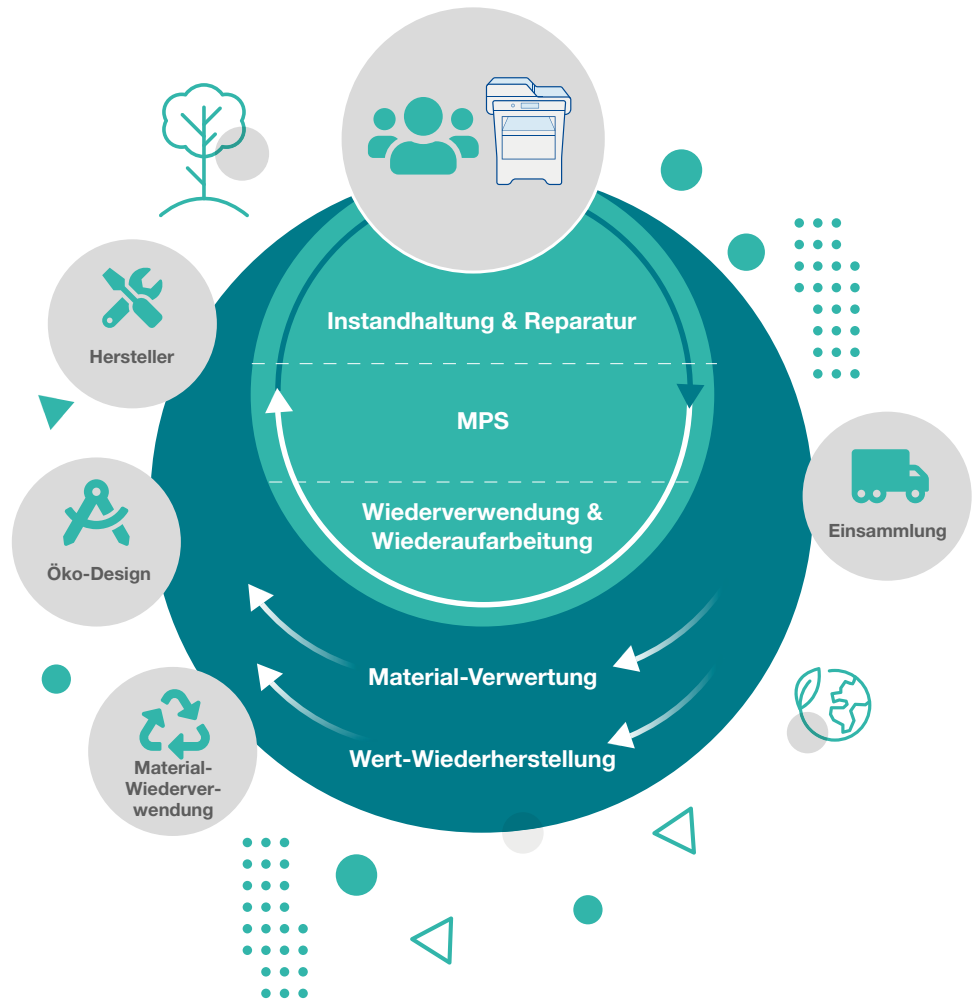 Instandhaltung & Reparatur
MPS
Wiederverwendung &
Wiederaufarbeitung
Material-Verwertung
Wert-Wiederherstellung
Hersteller
Öko-Design
Material-
Wiederver-
wendung
Einsammlung